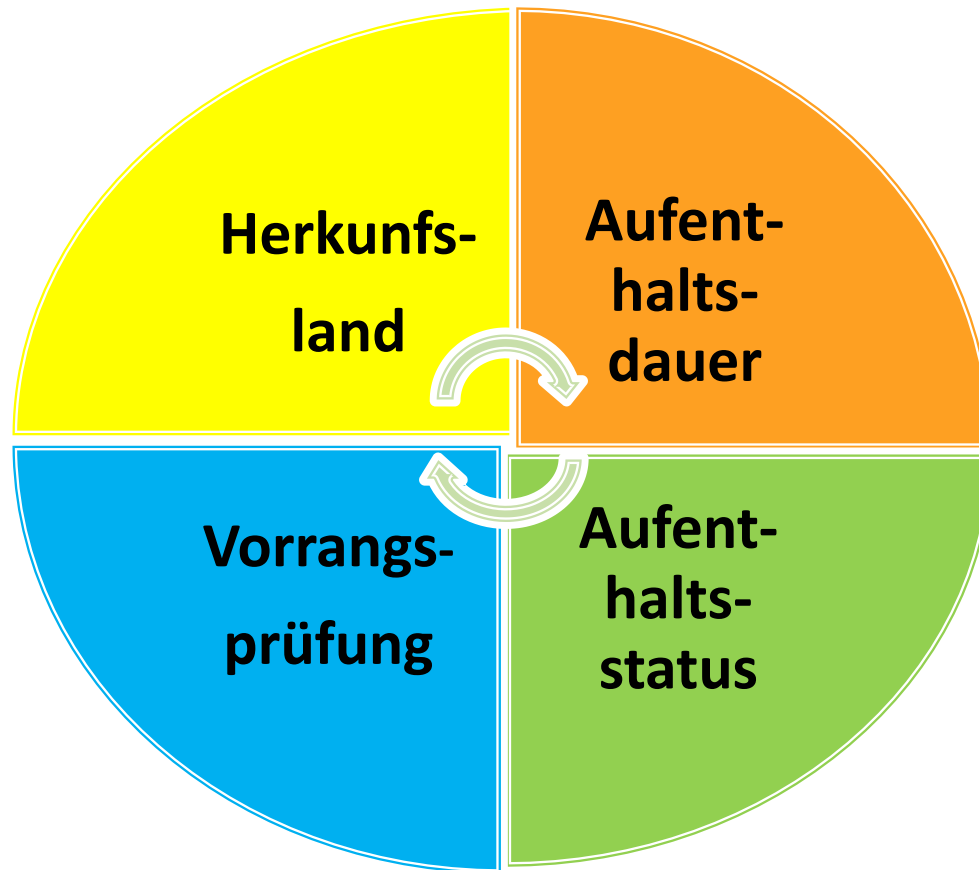 Herkunfs-
land
Aufent-
halts-
dauer
Vorrangs-
prüfung
Aufent-
halts-
status